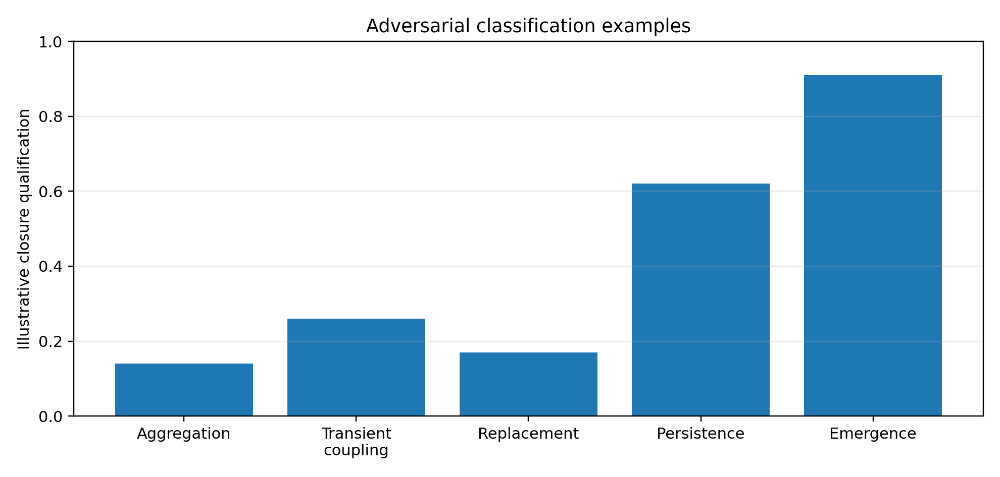 Adversarial classification examples
Illustrative closure qualification
1.0
0.8
0.6
0.4
0.2
0.0
Aggregation
Transient
coupling
Replacement
Persistence
Emergence